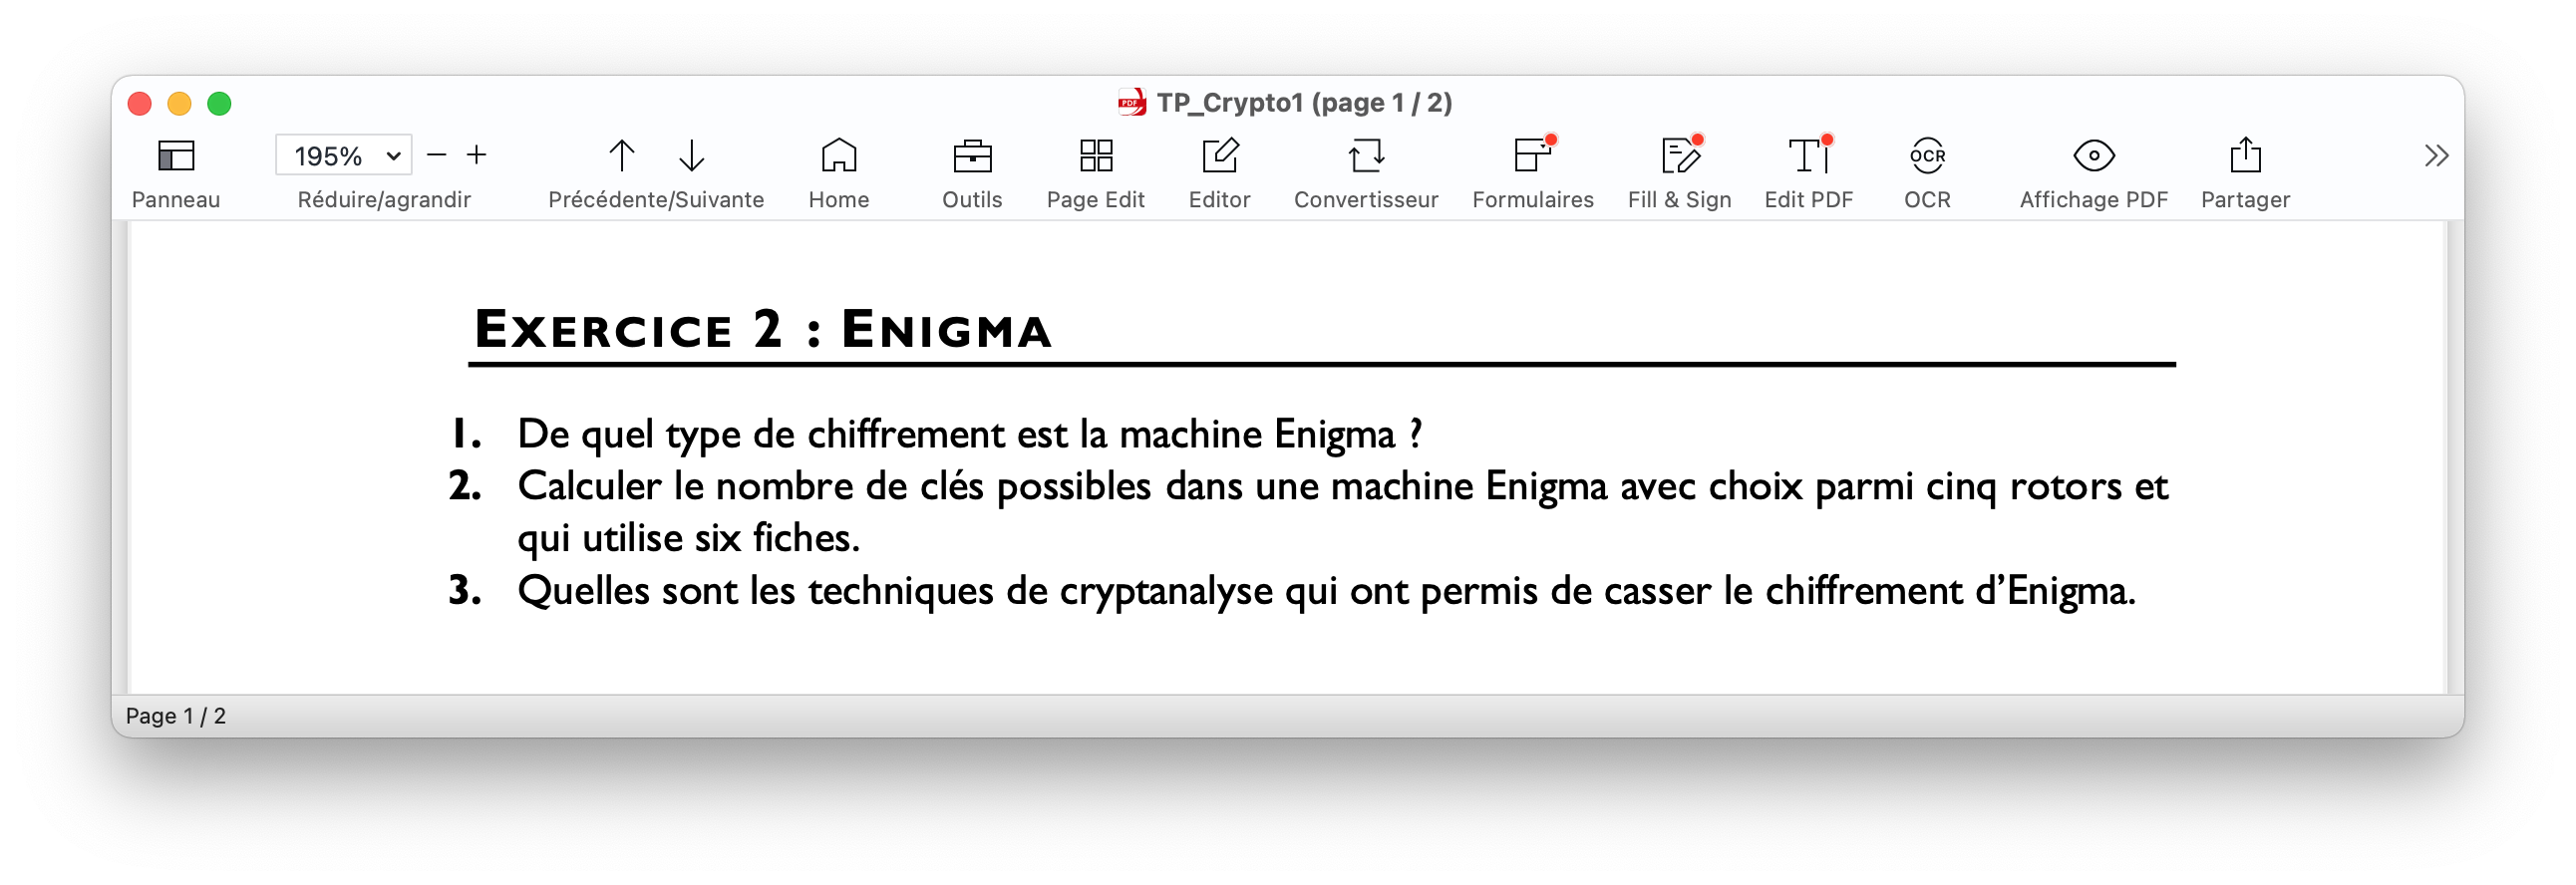 TP_Crypto1 (page 1 / 2)
195%
Panneau Réduire/agrandir Précédente/Suivante Home Outils Page Edit Editor Convertisseur Formulaires Fill & Sign Edit PDF OCR Affichage PDF Partager
EXERCICE 2 : ENIGMA
1. De quel type de chiffrement est la machine Enigma ?
2. Calculer le nombre de clés possibles dans une machine Enigma avec choix parmi cinq rotors et
qui utilise six fiches.
3. Quelles sont les techniques de cryptanalyse qui ont permis de casser le chiffrement d’Enigma.
Page 1 / 2